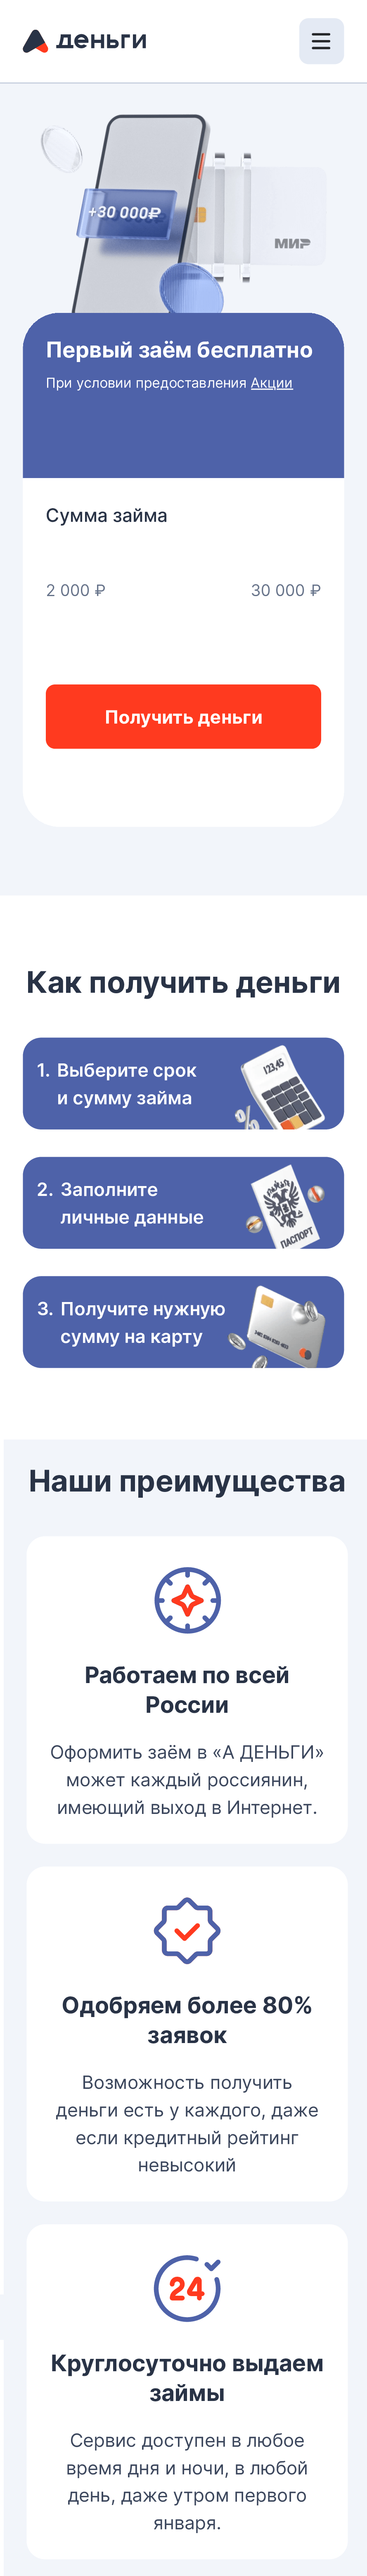 деньги
+30 000₽
МИР
Первый заём бесплатно
При условии предоставления Акции
Сумма займа
2 000 ₽
30 000 ₽
Получить деньги
Как получить деньги
1. Выберите срок
и сумму займа
123,45
%
2. Заполните
личные данные
ПАСПОРТ
3. Получите нужную
сумму на карту
Наши преимущества
Работаем по всей
России
Оформить заём в «А ДЕНЬГИ»
может каждый россиянин,
имеющий выход в Интернет.
Одобряем более 80%
заявок
Возможность получить
деньги есть у каждого, даже
если кредитный рейтинг
невысокий
24
Круглосуточно выдаем
займы
Сервис доступен в любое
время дня и ночи, в любой
день, даже утром первого
января.